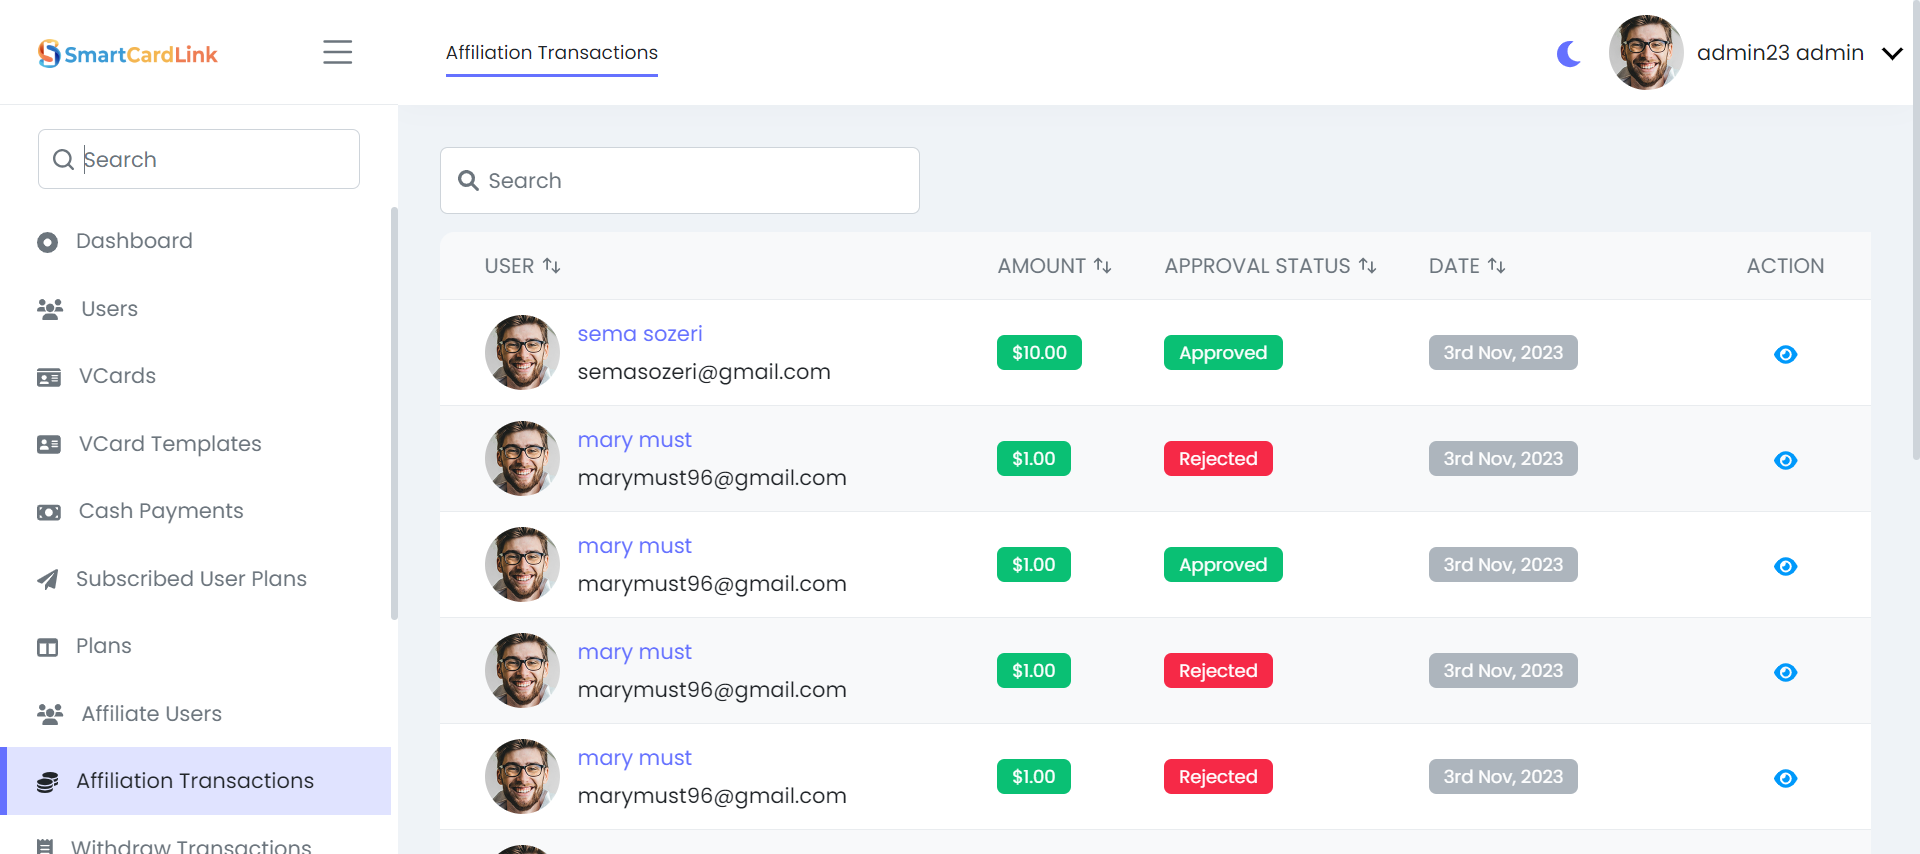 SmartCardLink
Affiliation Transactions
admin23 admin
Search
Dashboard
Users
VCards
VCard Templates
Cash Payments
Subscribed User Plans
Plans
Affiliate Users
Affiliation Transactions
Withdraw Transactions
Search
USER AMOUNT APPROVAL STATUS DATE ACTION
sema sozeri
semasozeri@gmail.com
$10.00 Approved 3rd Nov, 2023
mary must
marymust96@gmail.com
$1.00 Rejected 3rd Nov, 2023
mary must
marymust96@gmail.com
$1.00 Approved 3rd Nov, 2023
mary must
marymust96@gmail.com
$1.00 Rejected 3rd Nov, 2023
mary must
marymust96@gmail.com
$1.00 Rejected 3rd Nov, 2023